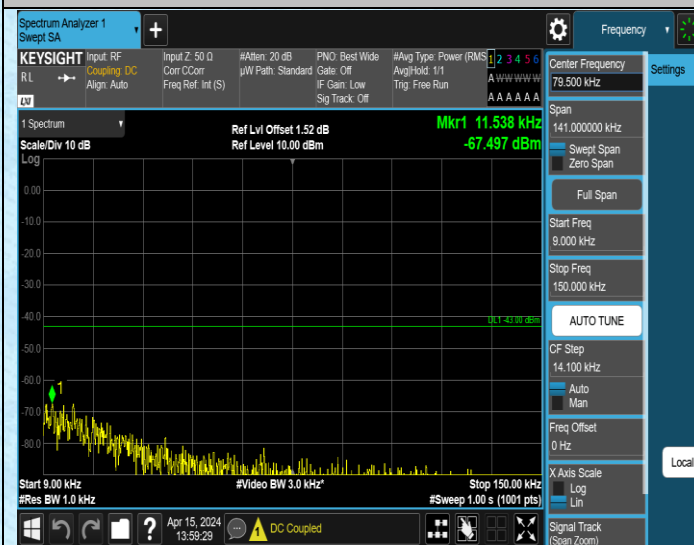 Spectrum Analyzer 1
Swept SA
+
Frequency
KEYSIGHT
RL
LXI
Input: RF
Coupling: DC
Align: Auto
Input Z: 50 Ω
Corr CCorr
Freq Ref: Int (S)
#Atten: 20 dB
µW Path: Standard
PNO: Best Wide
Gate: Off
IF Gain: Low
Sig Track: Off
#Avg Type: Power (RMS
Avg|Hold: 1/1
Trig: Free Run
1 2 3 4 5 6
A W W W W W
A A A A A A
1 Spectrum
Scale/Div 10 dB
Ref Lvl Offset 1.52 dB
Ref Level 10.00 dBm
Mkr1 11.538 kHz
-67.497 dBm
Log
0.00
-10.0
-20.0
-30.0
-40.0
-50.0
-60.0
-70.0
-80.0
DL1 -43.00 dBm
1
Start 9.00 kHz
#Res BW 1.0 kHz
#Video BW 3.0 kHz*
Stop 150.00 kHz
#Sweep 1.00 s (1001 pts)
Center Frequency
79.500 kHz
Settings
Span
141.000000 kHz
Swept Span
Zero Span
Full Span
Start Freq
9.000 kHz
Stop Freq
150.000 kHz
AUTO TUNE
CF Step
14.100 kHz
Auto
Man
Freq Offset
0 Hz
X Axis Scale
Log
Lin
Local
Signal Track
(Span Zoom)
?
Apr 15, 2024
13:59:29
1
DC Coupled